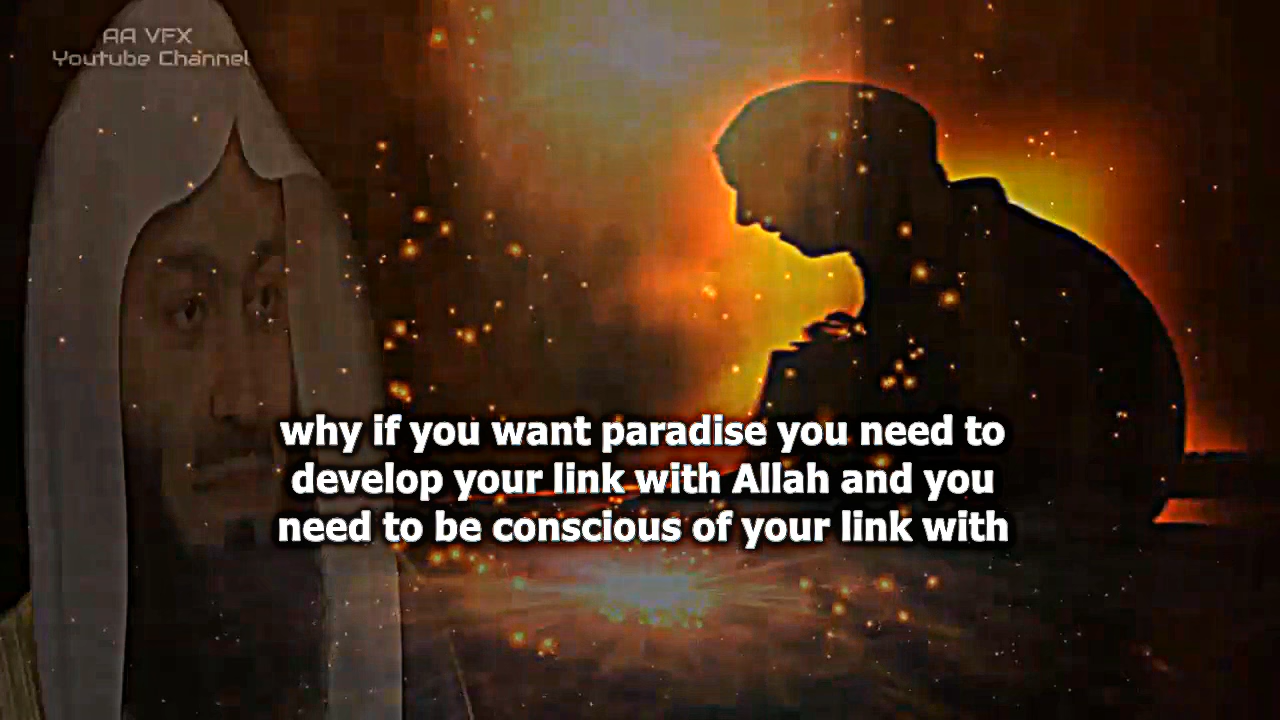 AA VFX
Youtube Channel
why if you want paradise you need to
develop your link with Allah and you
need to be conscious of your link with